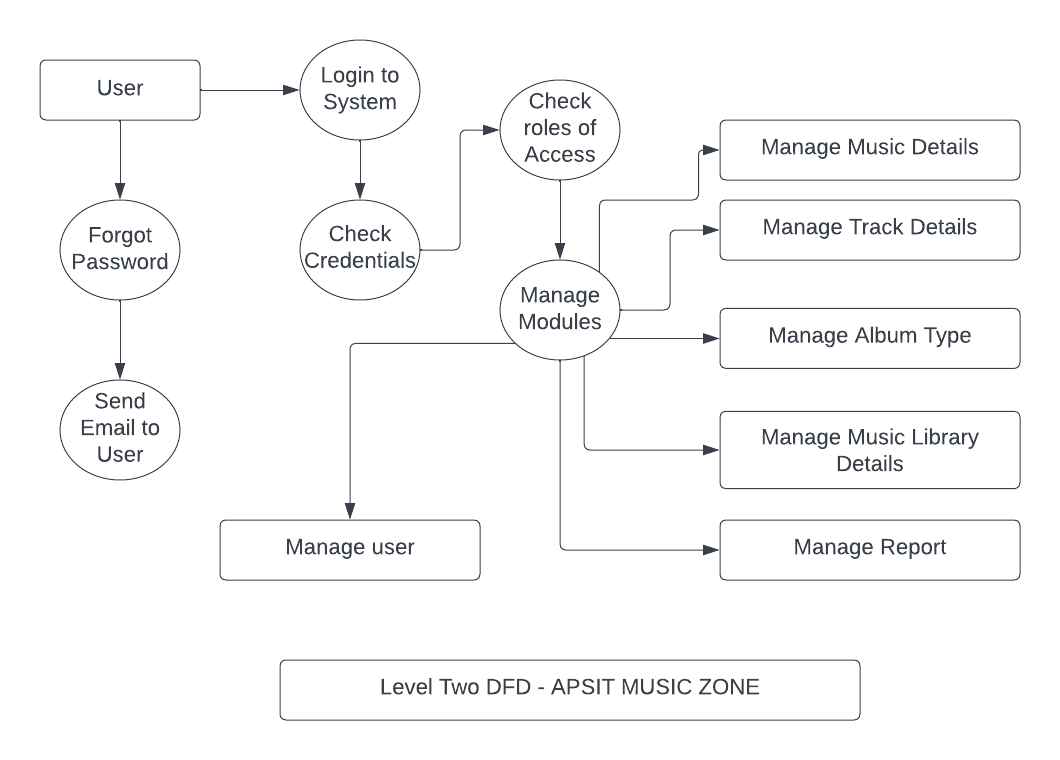 User
Login to
System
Check
roles of
Access
Manage Music Details
Forgot
Password
Check
Credentials
Manage Track Details
Manage
Modules
Manage Album Type
Send
Email to
User
Manage Music Library
Details
Manage user
Manage Report
Level Two DFD - APSIT MUSIC ZONE